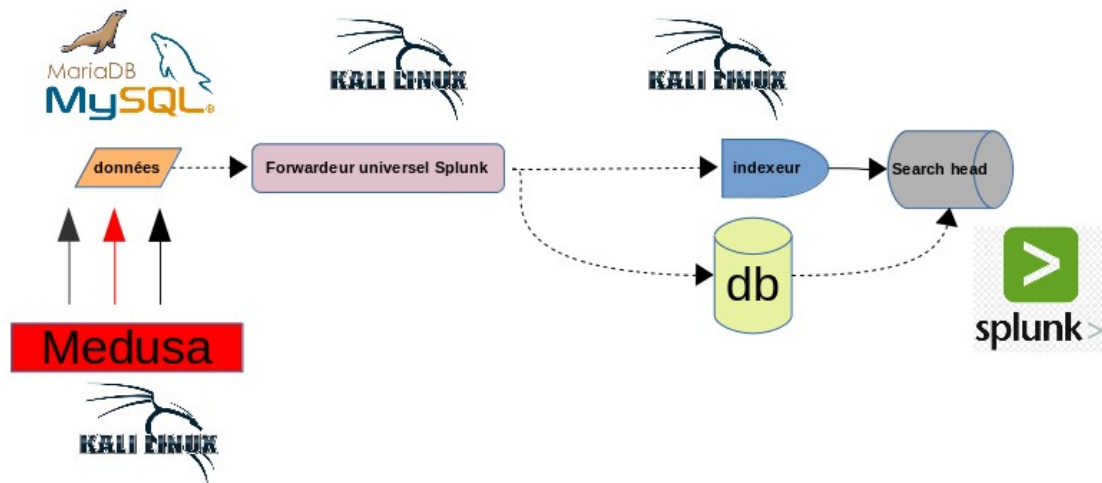 MariaDB
MySQL®
KALI LINUX
KALI LINUX
données
Forwardeur universel Splunk
indexeur
Search head
db
splunk>
Medusa
KALI LINUX